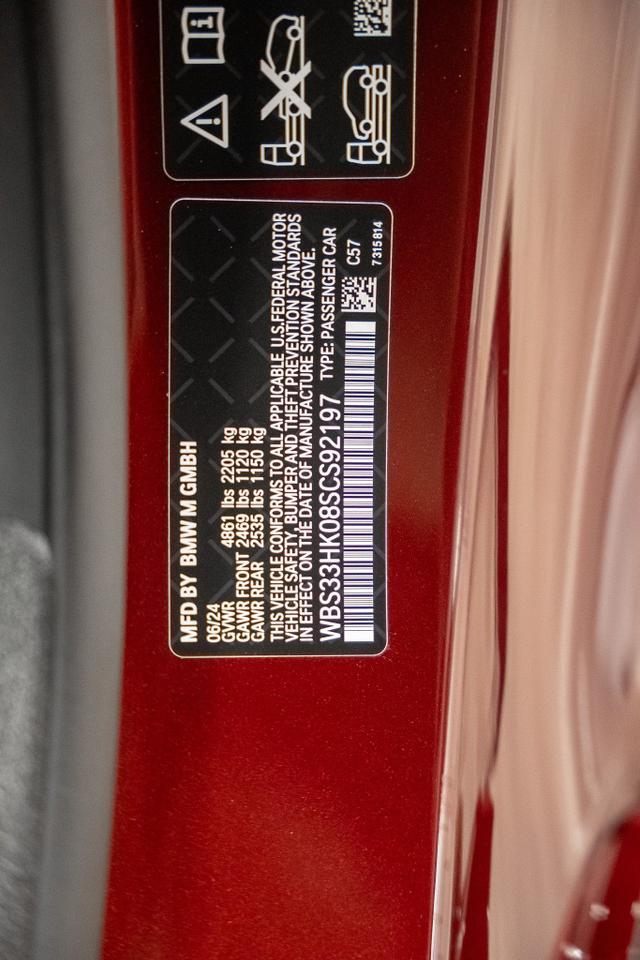 MFD BY BMW M GMBH
06/24
GVWR 4861 lbs 2205 kg
GAWR FRONT 2469 lbs 1120 kg
GAWR REAR 2535 lbs 1150 kg
THIS VEHICLE CONFORMS TO ALL APPLICABLE U.S.FEDERAL MOTOR
VEHICLE SAFETY, BUMPER AND THEFT PREVENTION STANDARDS
IN EFFECT ON THE DATE OF MANUFACTURE SHOWN ABOVE.
WBS33HK08SCS92197 TYPE: PASSENGER CAR
C57
7315814